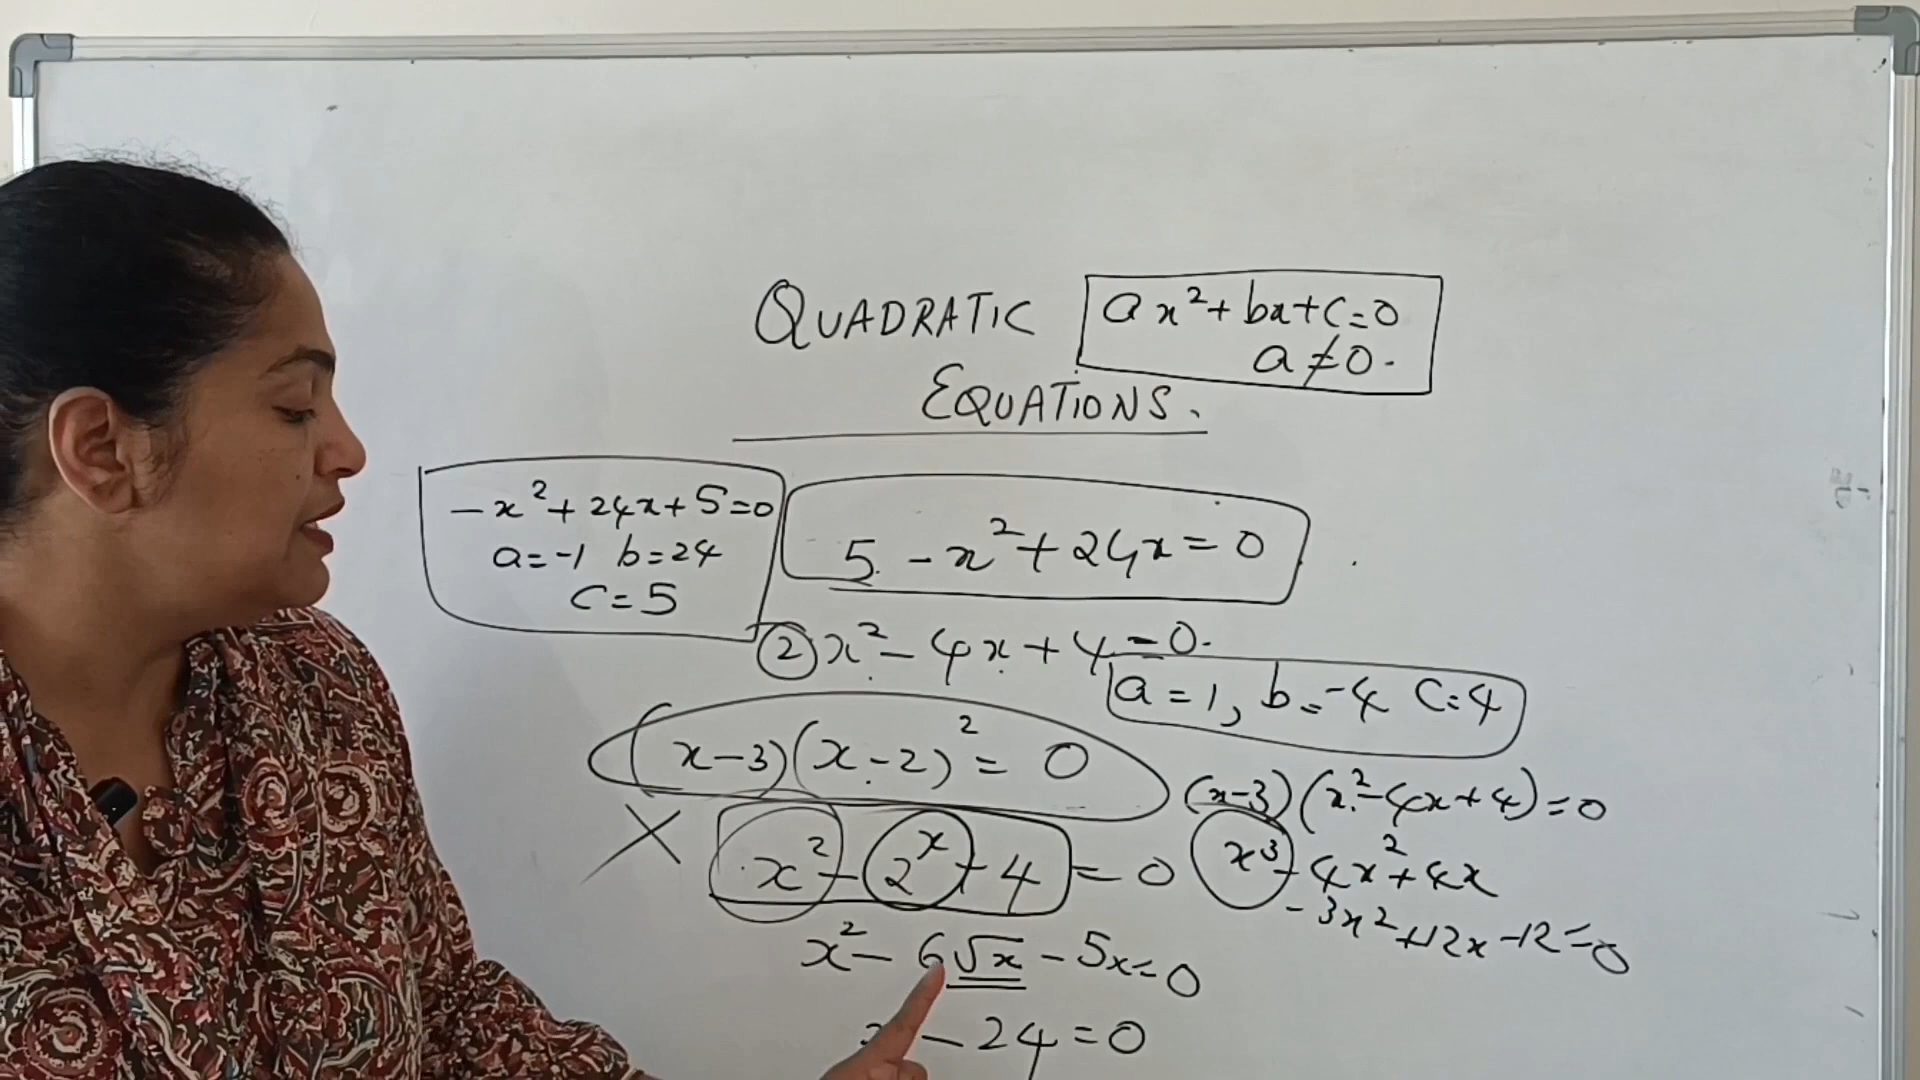 QUADRATIC
EQUATIONS.
ax²+bx+c=0
a≠0.
-x²+24x+5=0
a=-1 b=24
c=5
5-x²+24x=0
② x²-4x+4=0.
a=1, b=-4 c=4
(x-3)(x-2)²=0
(x-3)(x²-4x+4)=0
x³-4x²+4x
-3x²+12x-12=0
x²-2ˣ+4=0
x²-6√x-5x=0
-24=0